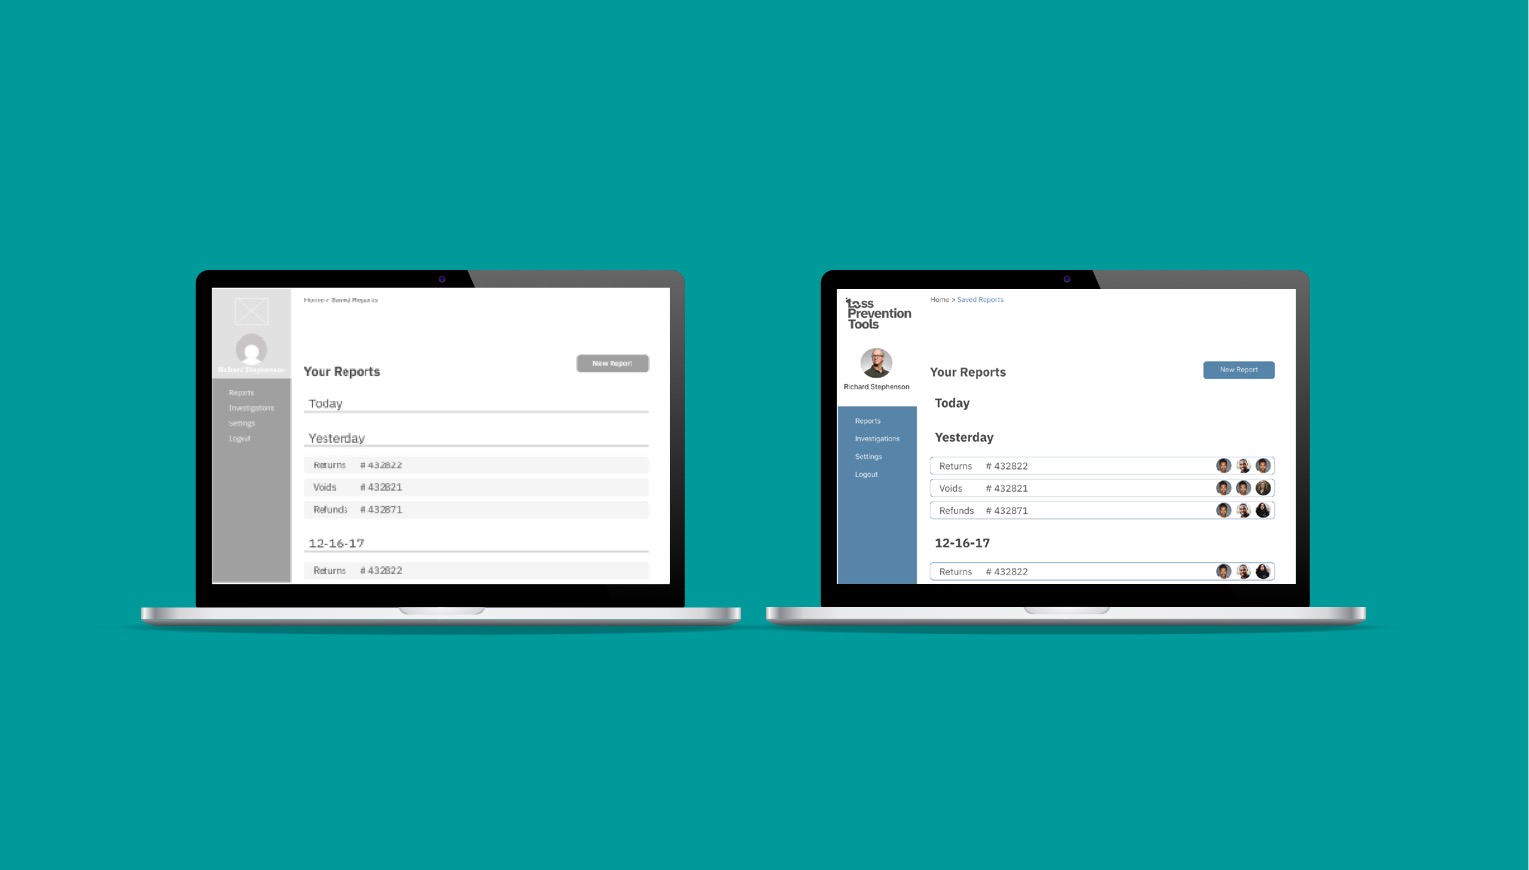 Home > Saved Reports
Richard Stephenson
Reports
Investigations
Settings
Logout
Your Reports
New Report
Today
Yesterday
Returns # 432822
Voids # 432821
Refunds # 432871
12-16-17
Returns # 432822
Loss
Prevention
Tools
Richard Stephenson
Reports
Investigations
Settings
Logout
Home > Saved Reports
Your Reports
New Report
Today
Yesterday
Returns # 432822
Voids # 432821
Refunds # 432871
12-16-17
Returns # 432822